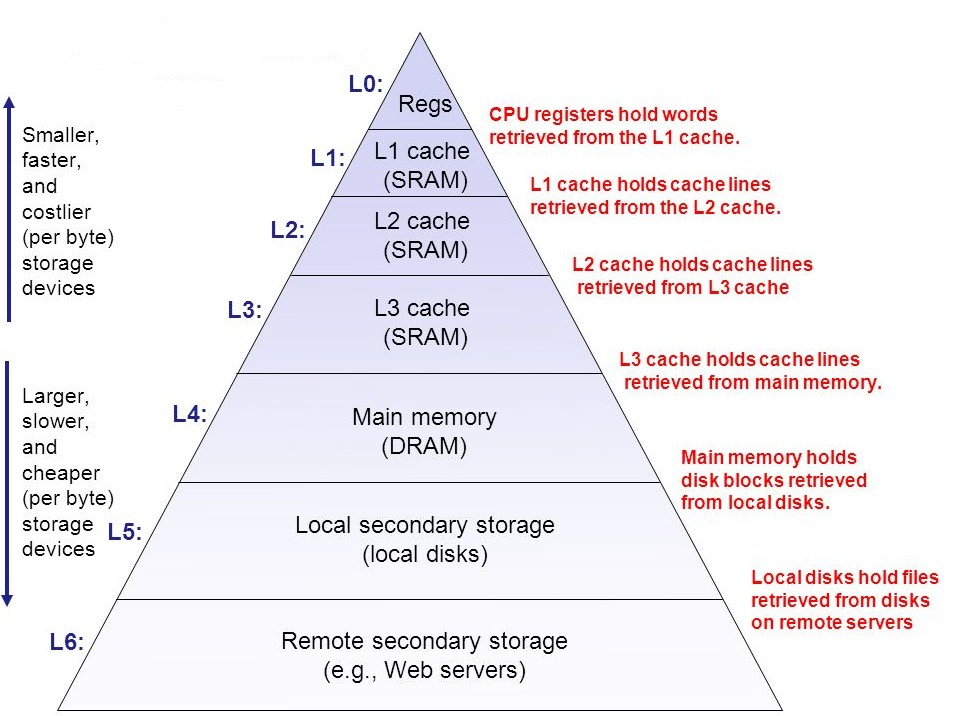 L0:
Regs
CPU registers hold words
retrieved from the L1 cache.
L1:
L1 cache
(SRAM)
L1 cache holds cache lines
retrieved from the L2 cache.
L2:
L2 cache
(SRAM)
L2 cache holds cache lines
retrieved from L3 cache
L3:
L3 cache
(SRAM)
L3 cache holds cache lines
retrieved from main memory.
L4:
Main memory
(DRAM)
Main memory holds
disk blocks retrieved
from local disks.
L5:
Local secondary storage
(local disks)
Local disks hold files
retrieved from disks
on remote servers
L6:
Remote secondary storage
(e.g., Web servers)
Smaller,
faster,
and
costlier
(per byte)
storage
devices
Larger,
slower,
and
cheaper
(per byte)
storage
devices